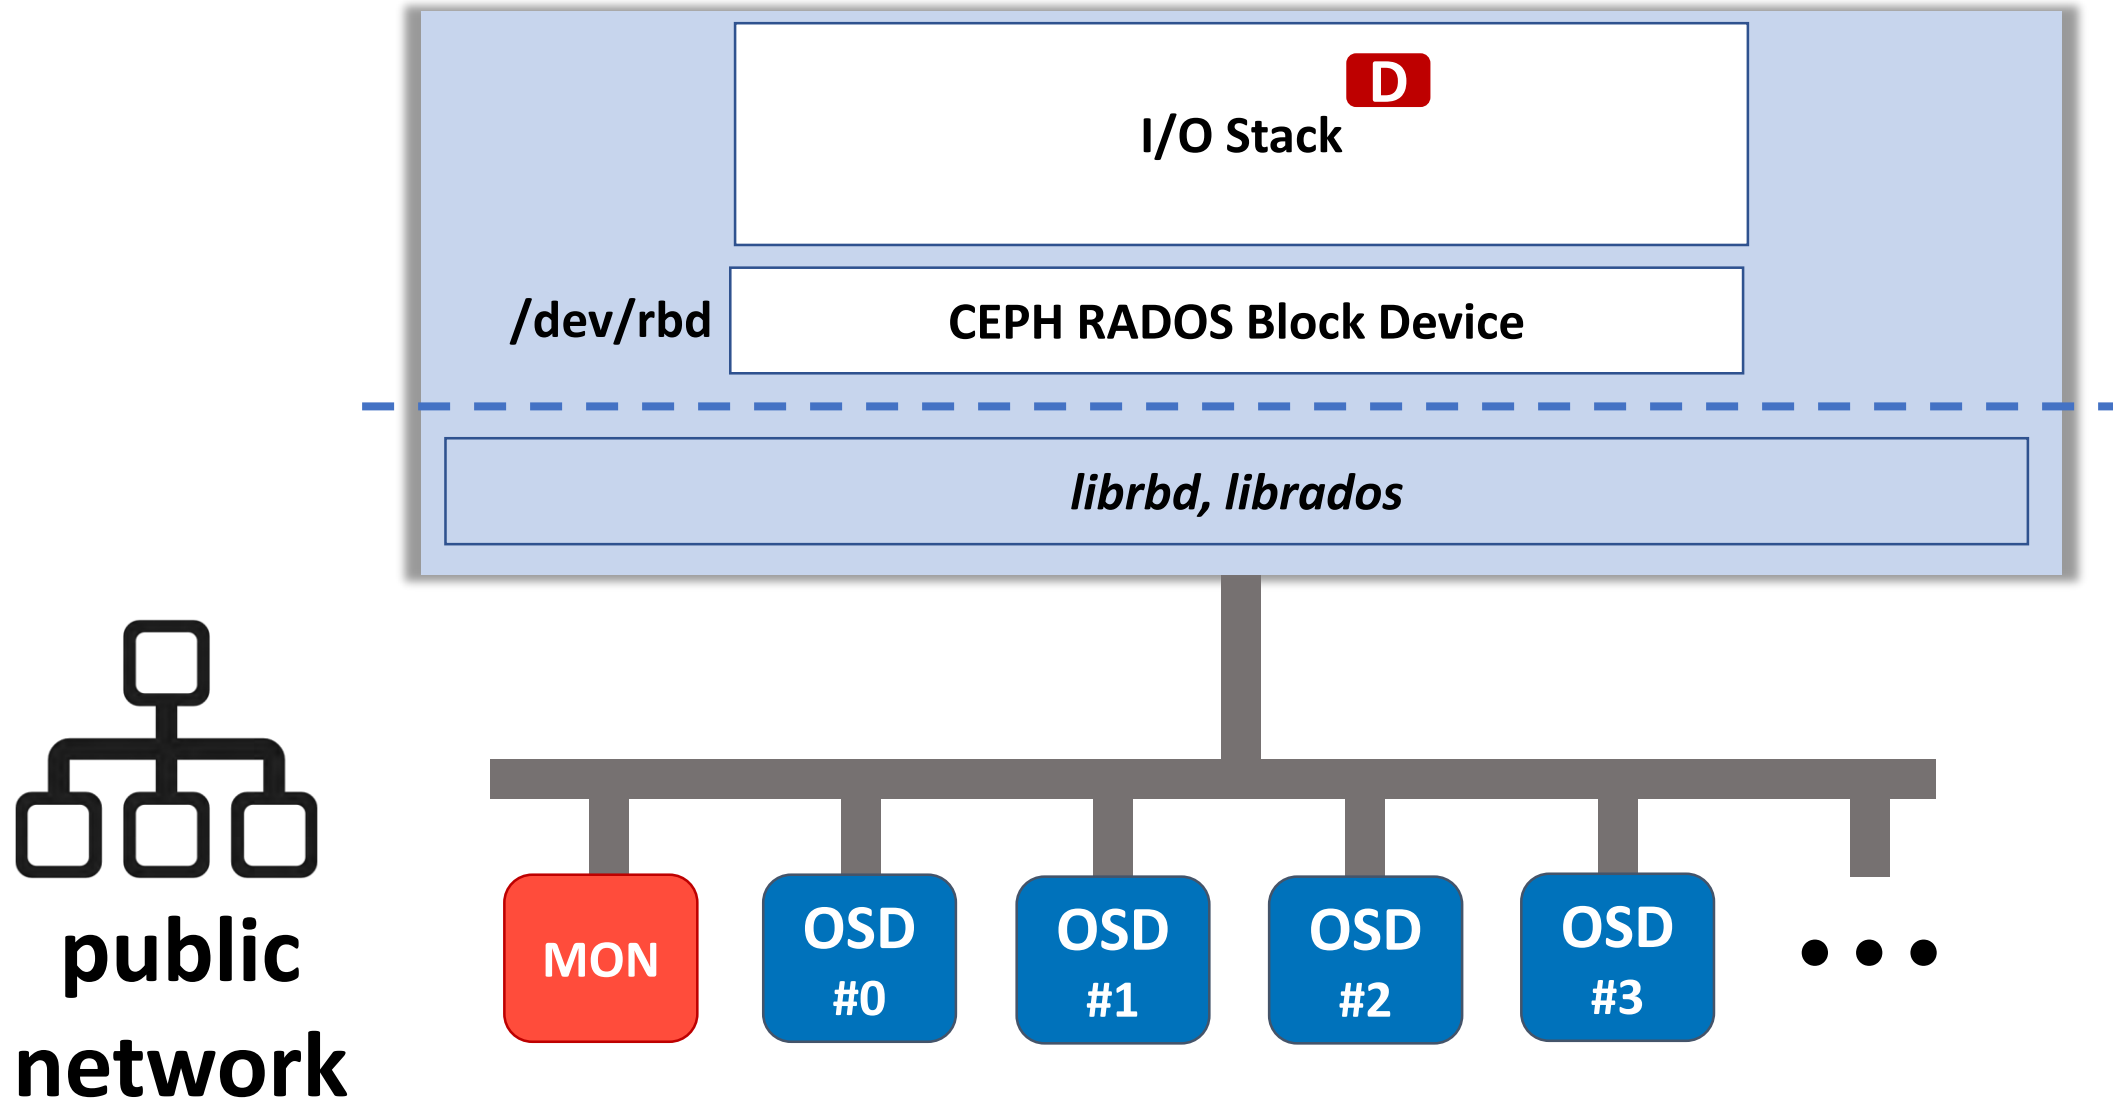 D
I/O Stack
/dev/rbd
CEPH RADOS Block Device
librbd, librados
public
network
MON
OSD
#0
OSD
#1
OSD
#2
OSD
#3